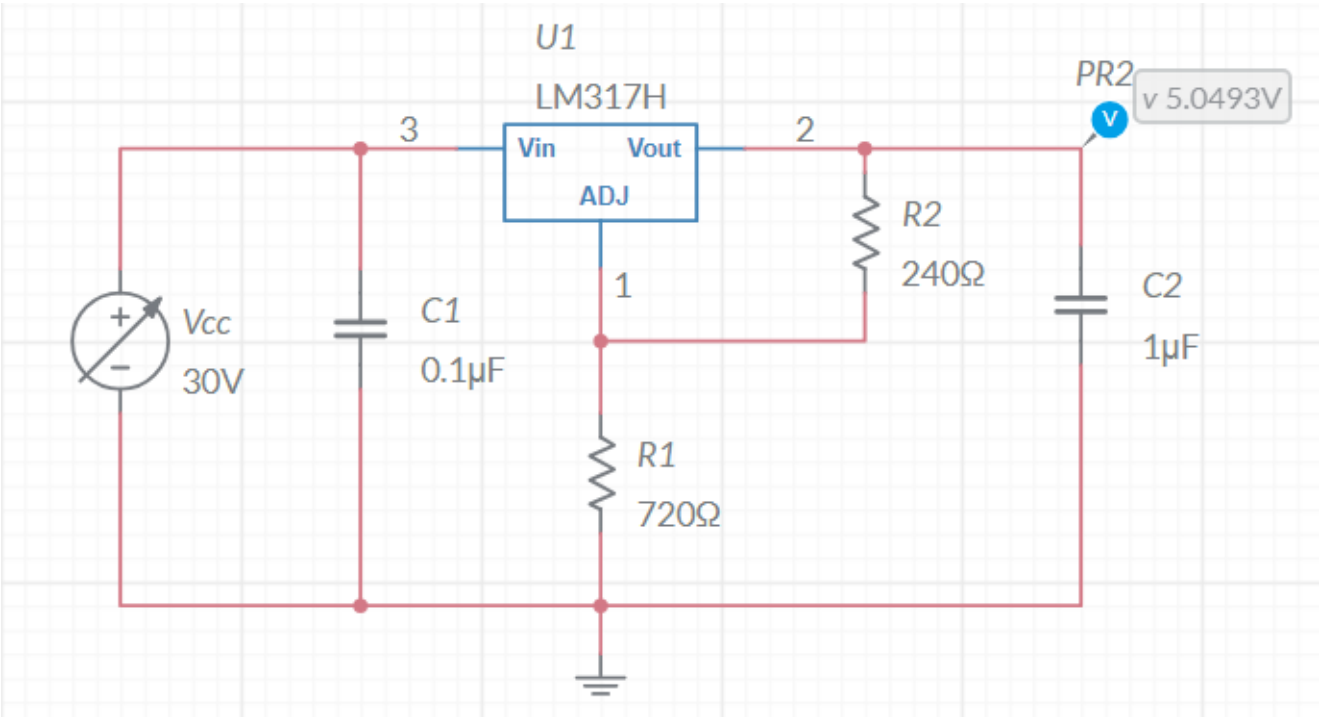 U1
LM317H
PR2
v 5.0493V
V
3
2
Vin
Vout
ADJ
R2
240Ω
1
C2
1µF
C1
0.1µF
+
−
Vcc
30V
R1
720Ω